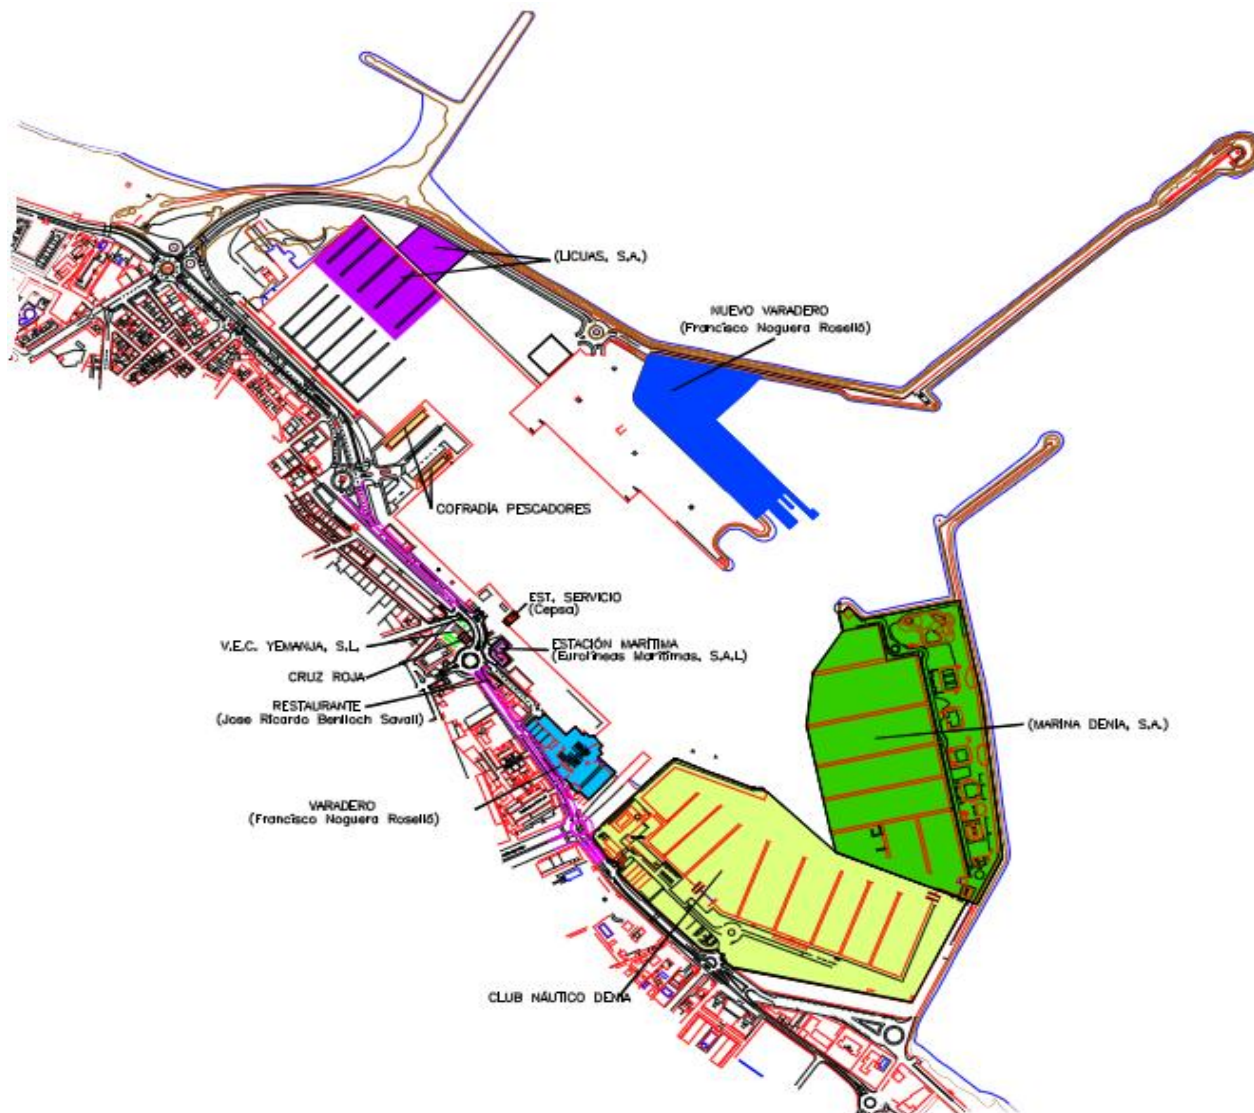 (LICUAS, S.A.)
NUEVO VARADERO
(Francisco Noguera Roselló)
COFRADÍA PESCADORES
EST. SERVICIO
(Cepsa)
V.E.C. YEMANJA, S.L.
ESTACIÓN MARÍTIMA
(Eurolíneas Marítimas, S.A.L)
CRUZ ROJA
RESTAURANTE
(Jose Ricardo Benlloch Savall)
(MARINA DENIA, S.A.)
VARADERO
(Francisco Noguera Roselló)
CLUB NÁUTICO DENIA